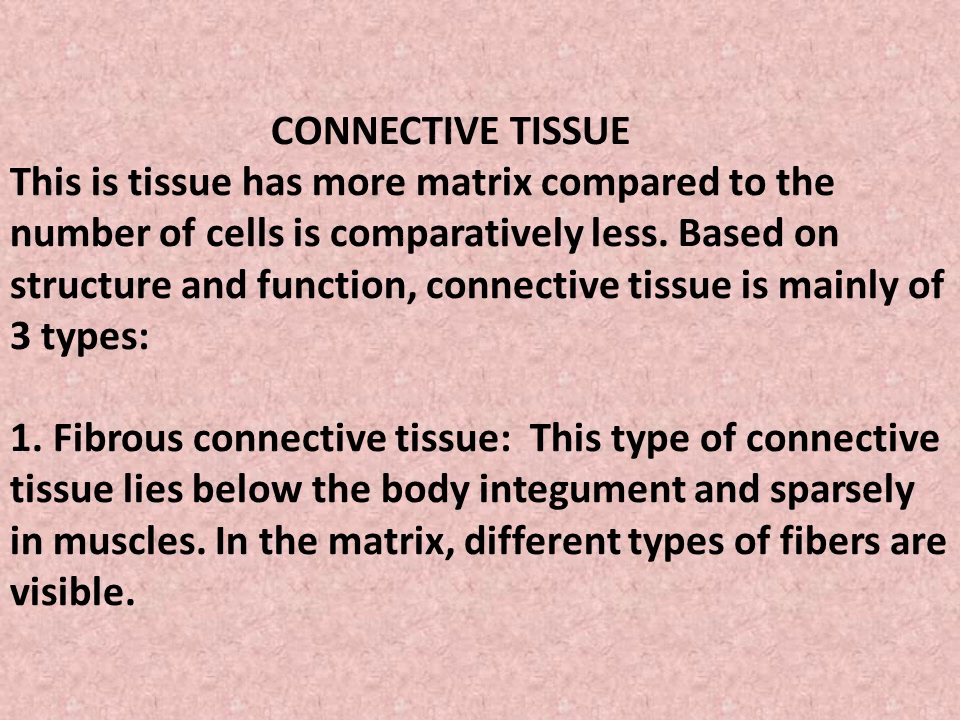 CONNECTIVE TISSUE
This is tissue has more matrix compared to the
number of cells is comparatively less. Based on
structure and function, connective tissue is mainly of
3 types:
1. Fibrous connective tissue:  This type of connective
tissue lies below the body integument and sparsely
in muscles. In the matrix, different types of fibers are
visible.